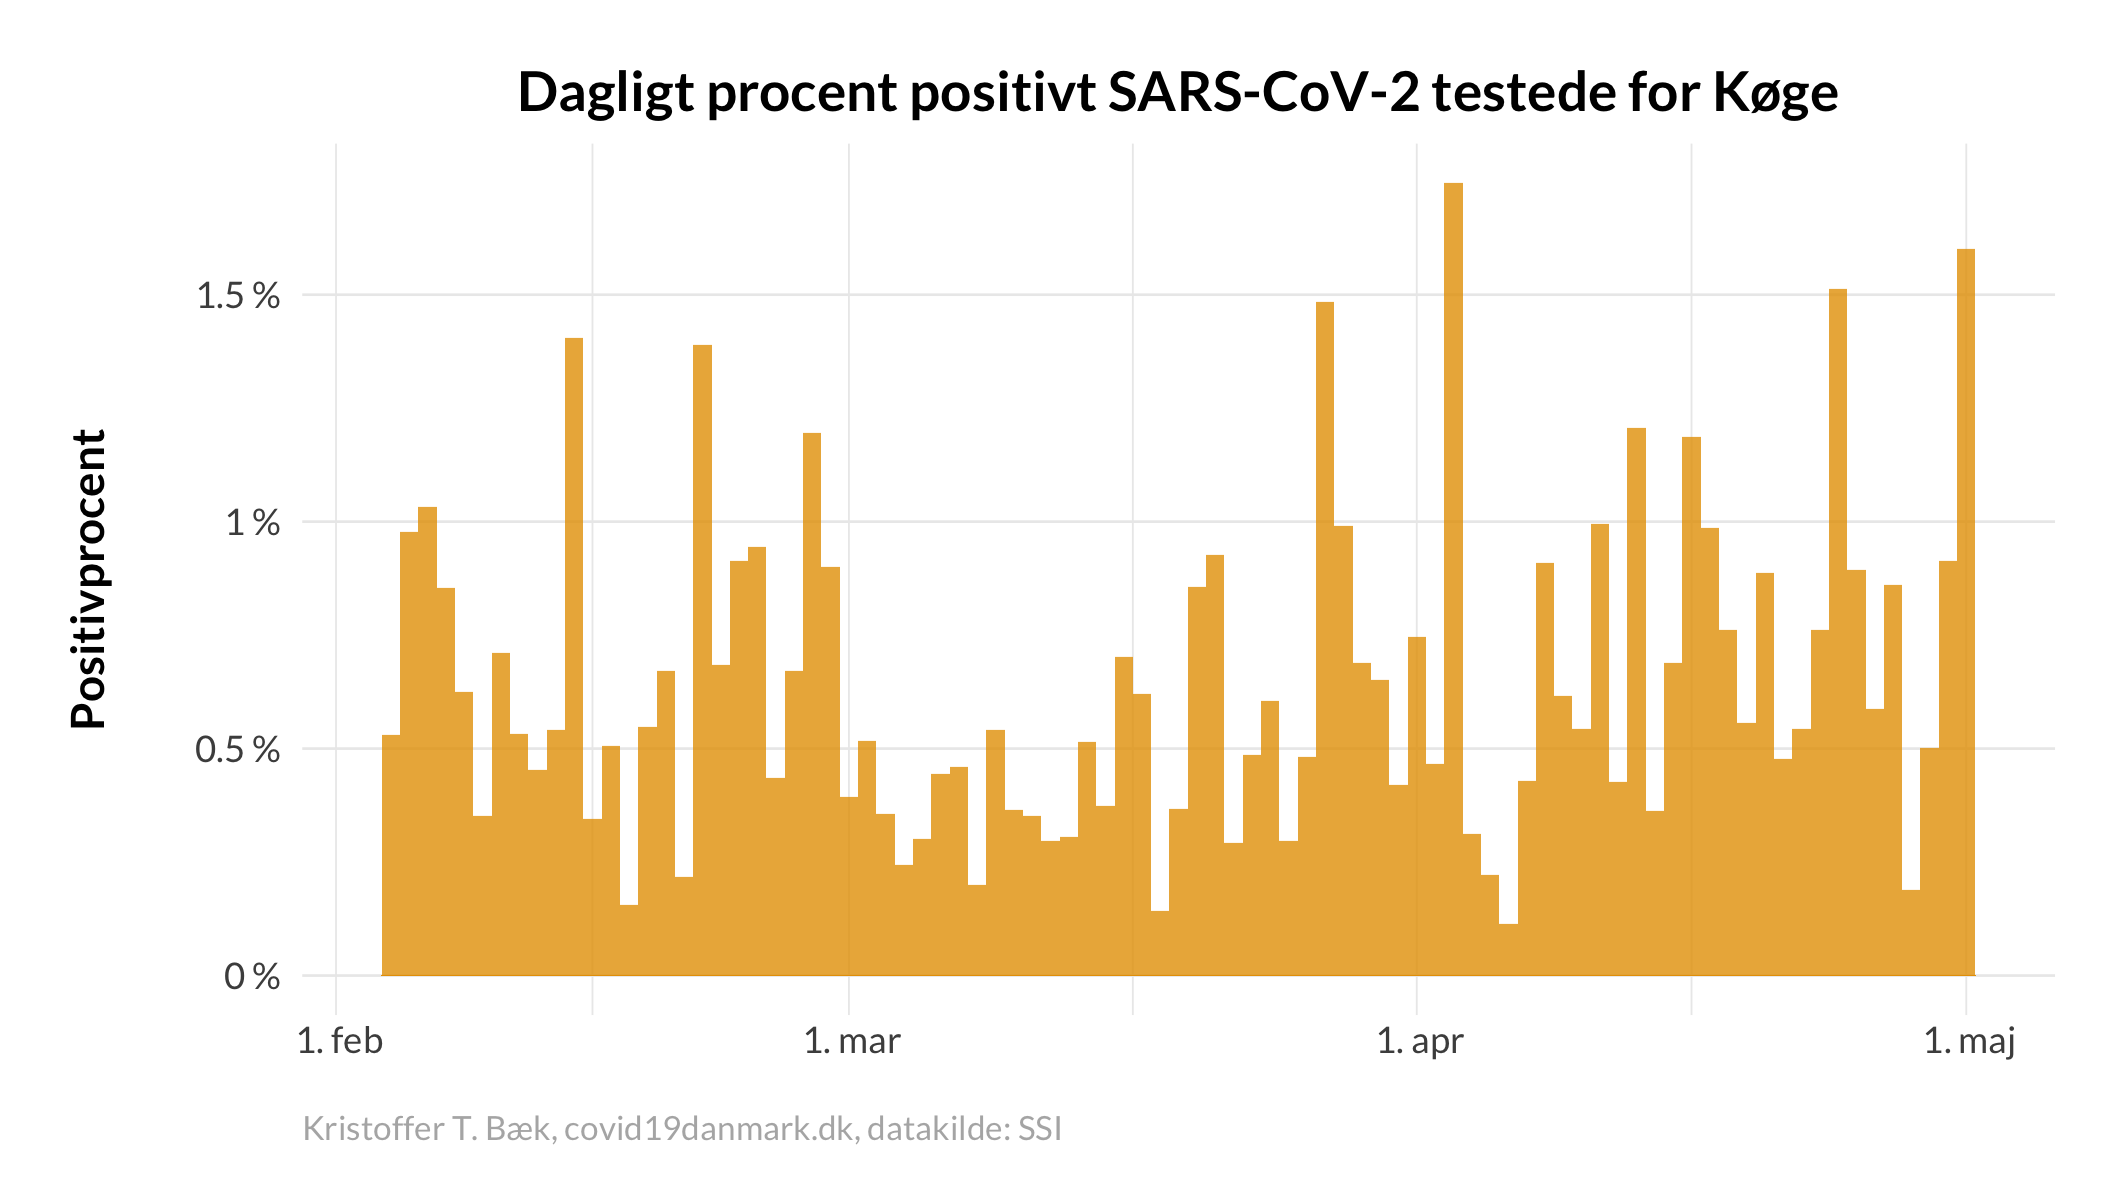 Dagligt procent positivt SARS-CoV-2 testede for Køge
Positivprocent
1.5 %
1 %
0.5 %
0 %
1. feb
1. mar
1. apr
1. maj
Kristoffer T. Bæk, covid19danmark.dk, datakilde: SSI